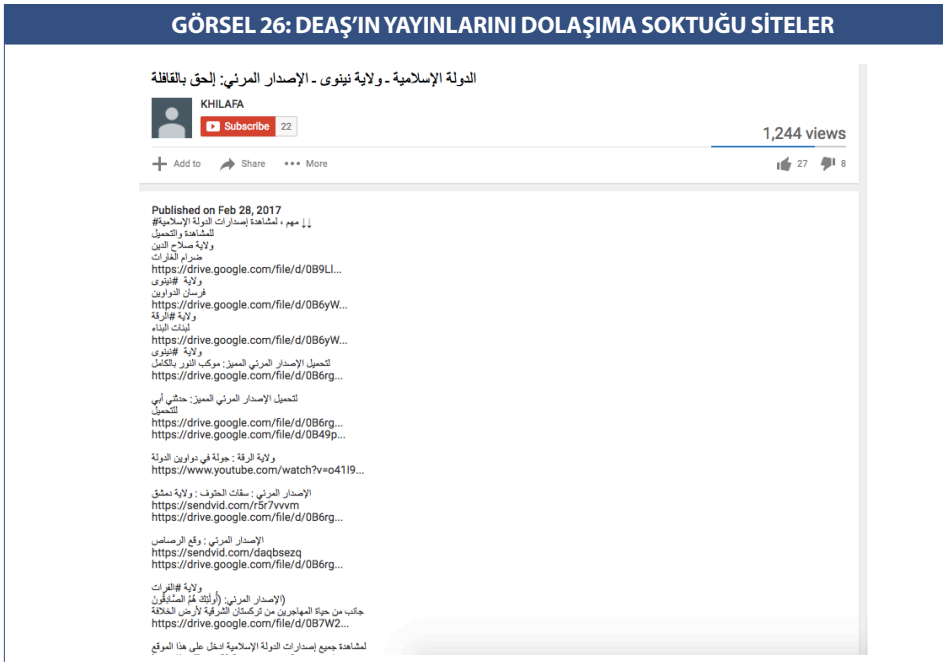 GÖRSEL 26: DEAŞ’IN YAYINLARINI DOLAŞIMA SOKTUĞU SİTELER
الدولة الإسلامية ـ ولاية نينوى ـ الإصدار المرئي: إلحق بالقافلة
KHILAFA
Subscribe 22
1,244 views
Add to Share More 27 8
Published on Feb 28, 2017
↓↓ مهم ، لمشاهدة إصدارات الدولة الإسلامية#
للمشاهدة والتحميل
ولاية صلاح الدين
ضرام الغارات
https://drive.google.com/file/d/0B9Ll...
ولاية #نينوى
فرسان الدواوين
https://drive.google.com/file/d/0B6yW...
ولاية #الرقة
لبنات البناء
https://drive.google.com/file/d/0B6yW...
ولاية #نينوى
لتحميل الإصدار المرئي المميز: موكب النور بالكامل
https://drive.google.com/file/d/0B6rg...
لتحميل الإصدار المرئي المميز: حدثني أبي
للتحميل
https://drive.google.com/file/d/0B6rg...
https://drive.google.com/file/d/0B49p...
ولاية الرقة : جولة في دواوين الدولة
https://www.youtube.com/watch?v=o41I9...
الإصدار المرئي : سقات الحتوف : ولاية دمشق
https://sendvid.com/r5r7vvvm
https://drive.google.com/file/d/0B6rg...
الإصدار المرئي : وقع الرصاص
https://sendvid.com/daqbsezq
https://drive.google.com/file/d/0B6rg...
ولاية #الفرات
(الإصدار المرئي: (أُولَئِكَ هُمُ الصَّادِقُونَ
جانب من حياة المهاجرين من تركستان الشرقية لأرض الخلافة
https://drive.google.com/file/d/0B7W2...
لمشاهدة جميع إصدارات الدولة الإسلامية ادخل على هذا الموقع